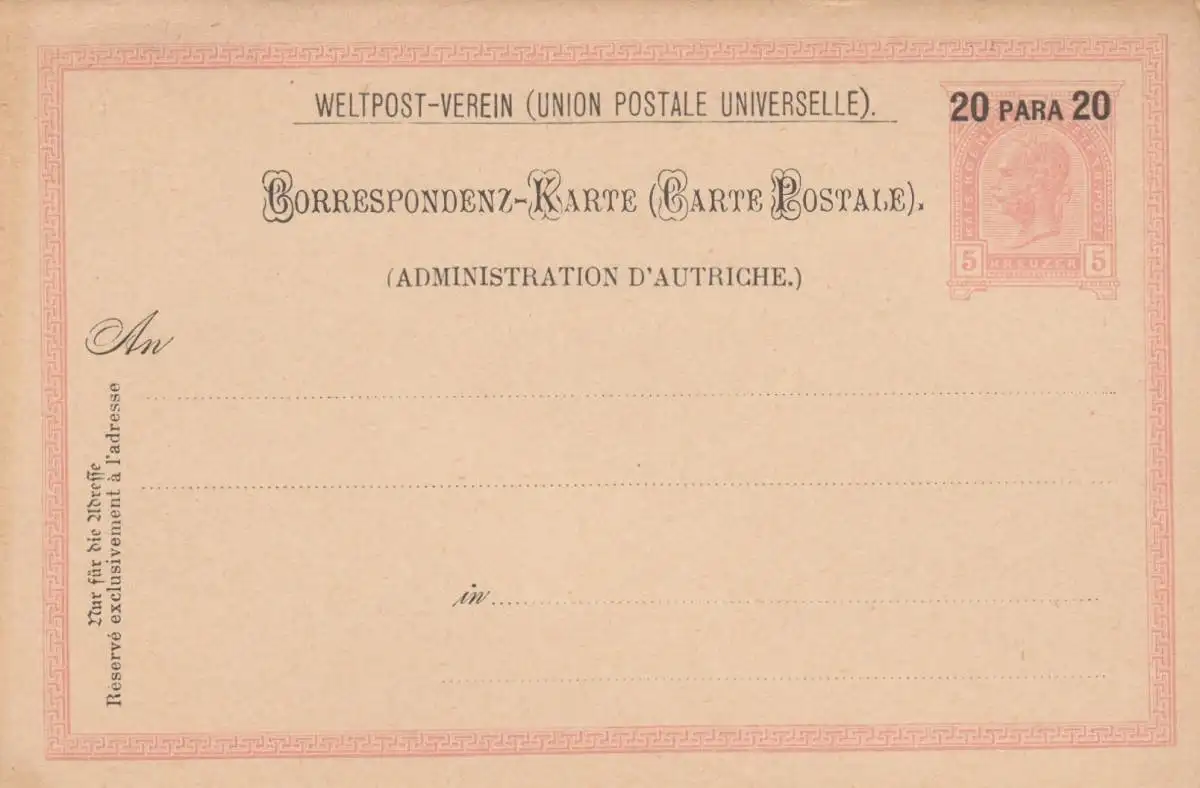 WELTPOST-VEREIN (UNION POSTALE UNIVERSELLE).
20 PARA 20
CORRESPONDENZ-KARTE (CARTE POSTALE).
(ADMINISTRATION D'AUTRICHE.)
5 KREUZER 5
An
Nur für die Adresse
Réservé exclusivement à l'adresse
in